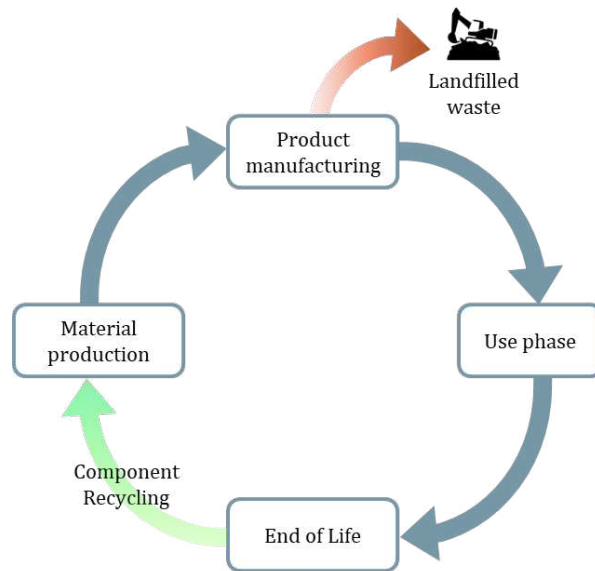 Landfilled
waste
Product
manufacturing
Material
production
Use phase
Component
Recycling
End of Life